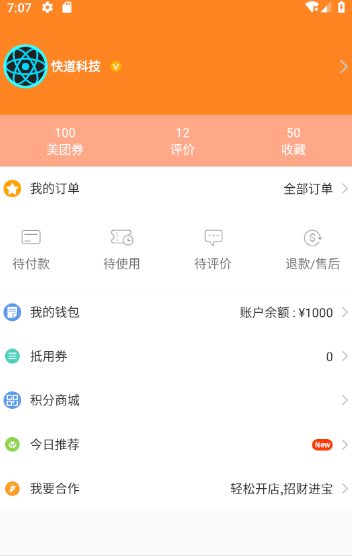 7:07
快道科技 V
100 12 50
美团券 评价 收藏
我的订单 全部订单
待付款 待使用 待评价 退款/售后
我的钱包 账户余额 : ¥1000
抵用券 0
积分商城
今日推荐 New
我要合作 轻松开店,招财进宝